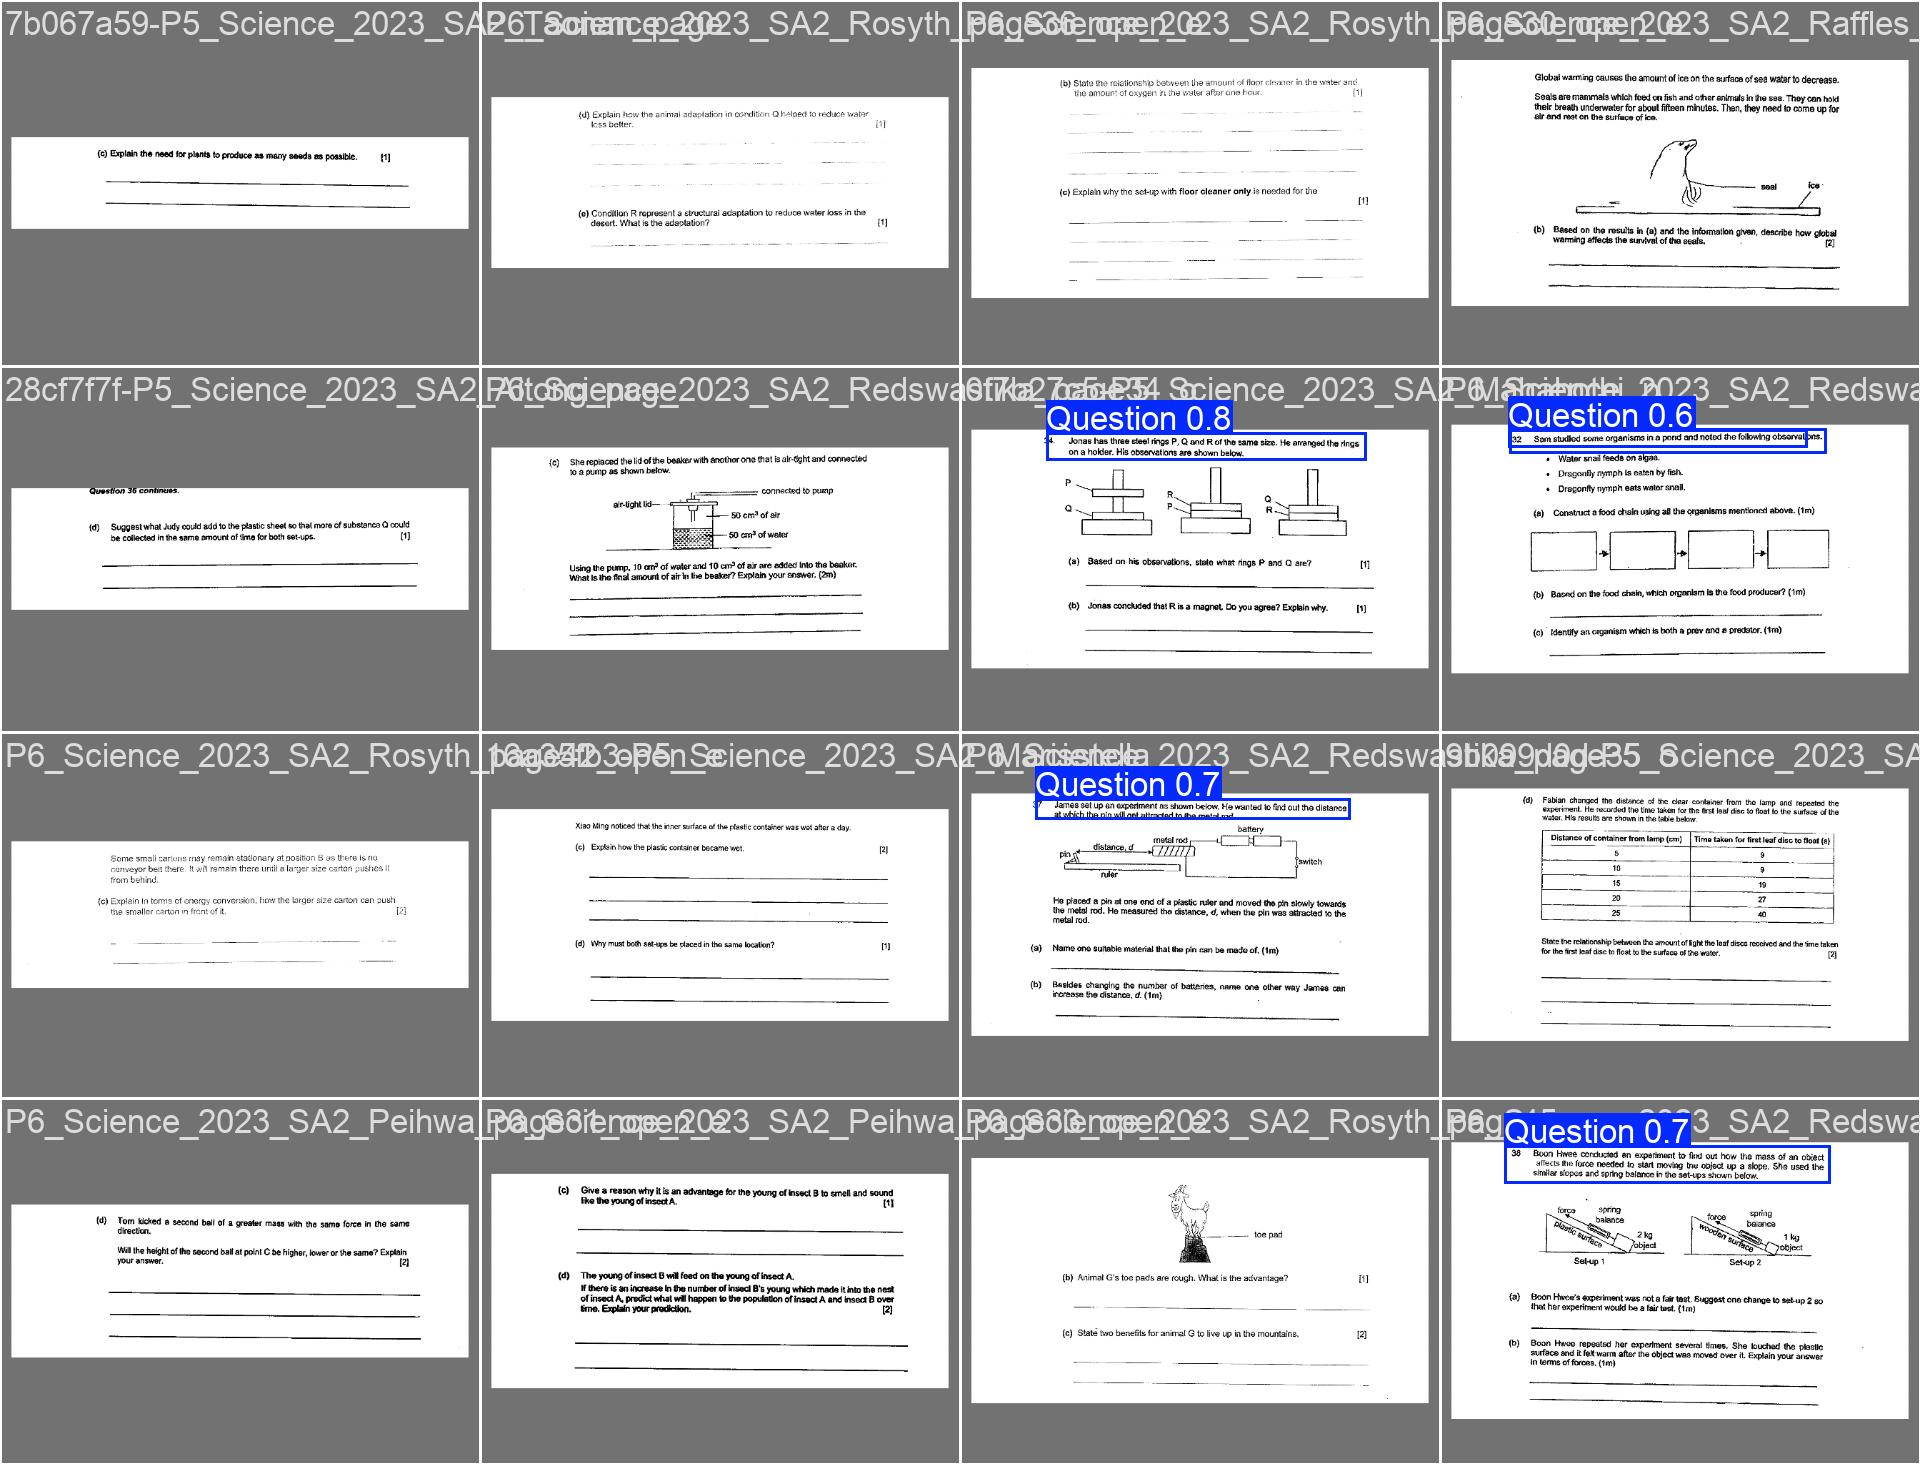 7b067a59-P5_Science_2023_SA2
(c) Explain the need for plants to produce as many seeds as possible. [1]
P6_Science_2023_SA2_Rosyth_page
(d) Explain how the animal adaptation in condition Q helped to reduce water
loss better. [1]
(e) Condition R represent a structural adaptation to reduce water loss in the
desert. What is the adaptation? [1]
P6_Science_2023_SA2_Rosyth_page
(b) State the relationship between the amount of floor cleaner in the water and
the amount of oxygen in the water after one hour. [1]
(c) Explain why the set-up with floor cleaner only is needed for the
[1]
P6_Science_2023_SA2_Raffles_
Global warming causes the amount of ice on the surface of sea water to decrease.
Seals are mammals which feed on fish and other animals in the sea. They can hold
their breath underwater for about fifteen minutes. Then, they need to come up for
air and rest on the surface of ice.
seal
ice
(b) Based on the results in (a) and the information given, describe how global
warming affects the survival of the seals. [2]
28cf7f7f-P5_Science_2023_SA2
Question 36 continues.
(d) Suggest what Judy could add to the plastic sheet so that more of substance Q could
be collected in the same amount of time for both set-ups. [1]
P6_Science_2023_SA2_Redswastika
(c) She replaced the lid of the beaker with another one that is air-tight and connected
to a pump as shown below.
connected to pump
air-tight lid
50 cm³ of air
50 cm³ of water
Using the pump, 10 cm³ of water and 10 cm³ of air are added into the beaker.
What is the final amount of air in the beaker? Explain your answer. (2m)
Science_2023_SA2
Question 0.8
Jonas has three steel rings P, Q and R of the same size. He arranged the rings
on a holder. His observations are shown below.
P
Q
R
P
Q
R
(a) Based on his observations, state what rings P and Q are? [1]
(b) Jonas concluded that R is a magnet. Do you agree? Explain why. [1]
P6_Science_2023_SA2_Redswa
Question 0.6
32 Sam studied some organisms in a pond and noted the following observations.
• Water snail feeds on algae.
• Dragonfly nymph is eaten by fish.
• Dragonfly nymph eats water snail.
(a) Construct a food chain using all the organisms mentioned above. (1m)
(b) Based on the food chain, which organism is the food producer? (1m)
(c) Identify an organism which is both a prey and a predator. (1m)
P6_Science_2023_SA2_Rosyth_
Some small cartons may remain stationary at position B as there is no
conveyor belt there. It will remain there until a larger size carton pushes it
from behind.
(c) Explain in terms of energy conversion, how the larger size carton can push
the smaller carton in front of it. [2]
Science_2023_SA2
Xiao Ming noticed that the inner surface of the plastic container was wet after a day.
(c) Explain how the plastic container became wet. [2]
(d) Why must both set-ups be placed in the same location? [1]
P6_Science_2023_SA2_Redswastika
Question 0.7
James set up an experiment as shown below. He wanted to find out the distance
at which the pin will get attracted to the metal rod.
battery
metal rod
distance, d
pin
switch
ruler
He placed a pin at one end of a plastic ruler and moved the pin slowly towards
the metal rod. He measured the distance, d, when the pin was attracted to the
metal rod.
(a) Name one suitable material that the pin can be made of. (1m)
(b) Besides changing the number of batteries, name one other way James can
increase the distance, d. (1m)
Science_2023_SA
(d) Fabian changed the distance of the clear container from the lamp and repeated the
experiment. He recorded the time taken for the first leaf disc to float to the surface of the
water. His results are shown in the table below.
Distance of container from lamp (cm) Time taken for first leaf disc to float (s)
5 9
10 9
15 19
20 27
25 40
State the relationship between the amount of light the leaf discs received and the time taken
for the first leaf disc to float to the surface of the water. [2]
P6_Science_2023_SA2_Peihwa_
(d) Tom kicked a second ball of a greater mass with the same force in the same
direction.
Will the height of the second ball at point C be higher, lower or the same? Explain
your answer. [2]
P6_Science_2023_SA2_Peihwa_
(c) Give a reason why it is an advantage for the young of insect B to smell and sound
like the young of insect A. [1]
(d) The young of insect B will feed on the young of insect A.
If there is an increase in the number of insect B's young which made it into the nest
of insect A, predict what will happen to the population of insect A and insect B over
time. Explain your prediction. [2]
P6_Science_2023_SA2_Rosyth_
toe pad
(b) Animal G's toe pads are rough. What is the advantage? [1]
(c) State two benefits for animal G to live up in the mountains. [2]
2023_SA2_Redswa
Question 0.7
38 Boon Hwee conducted an experiment to find out how the mass of an object
affects the force needed to start moving the object up a slope. She used the
similar slopes and spring balance in the set-ups shown below.
force
spring
balance
plastic surface
2 kg
object
Set-up 1
force
spring
balance
wooden surface
1 kg
object
Set-up 2
(a) Boon Hwee's experiment was not a fair test. Suggest one change to set-up 2 so
that her experiment would be a fair test. (1m)
(b) Boon Hwee repeated her experiment several times. She touched the plastic
surface and it felt warm after the object was moved over it. Explain your answer
in terms of forces. (1m)